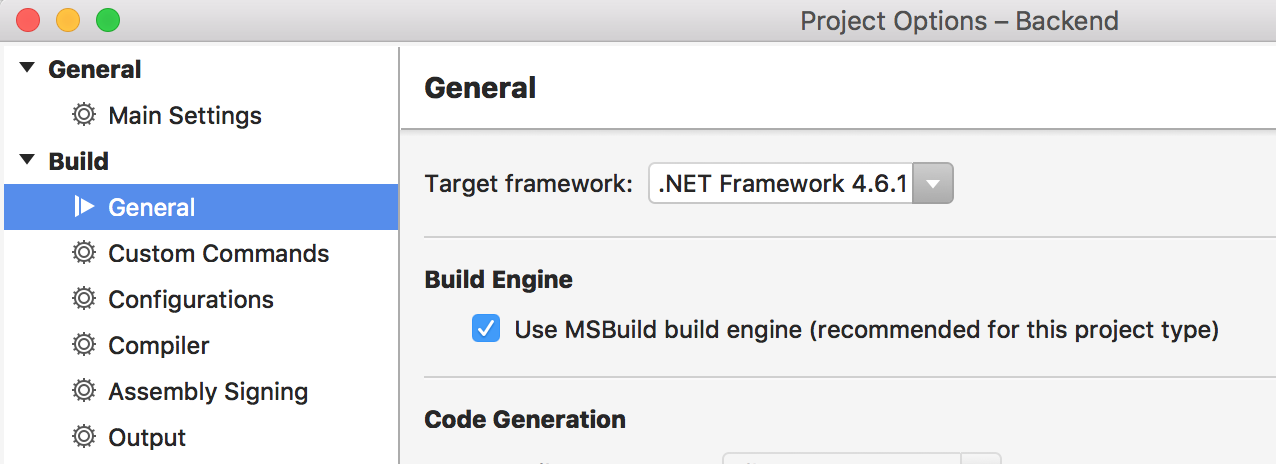 Project Options – Backend
General
Main Settings
Build
General
Custom Commands
Configurations
Compiler
Assembly Signing
Output
General
Target framework: .NET Framework 4.6.1
Build Engine
Use MSBuild build engine (recommended for this project type)
Code Generation